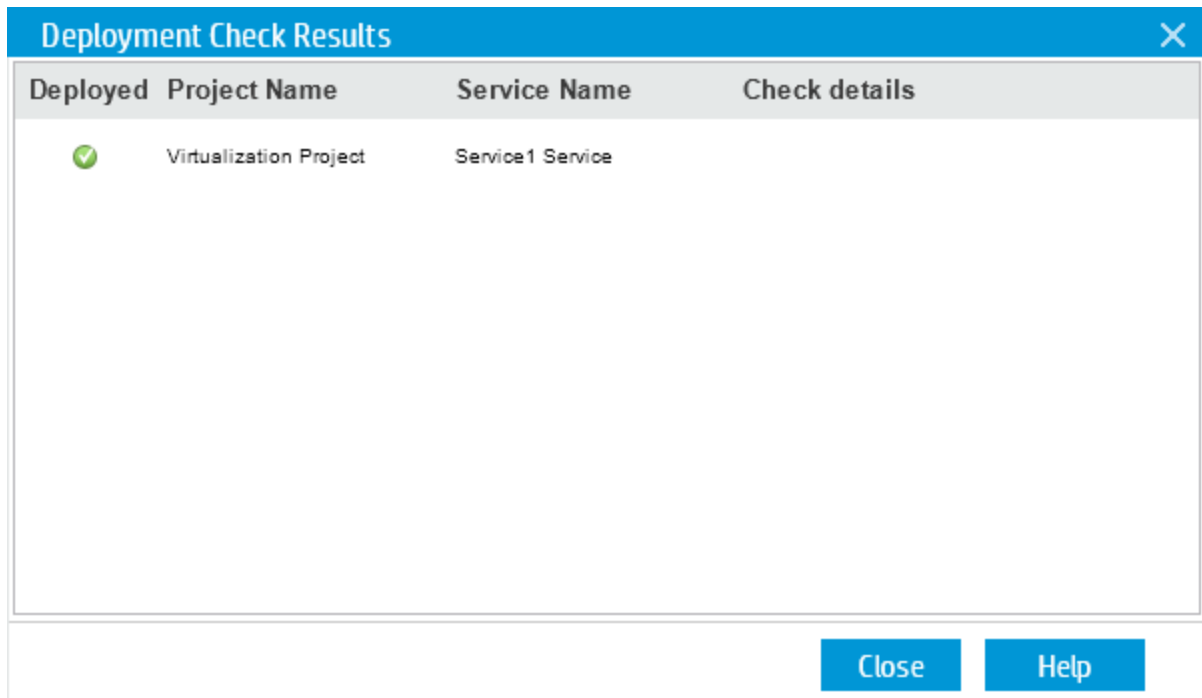 Deployment Check Results
Deployed Project Name Service Name Check details
Virtualization Project Service1 Service
Close Help